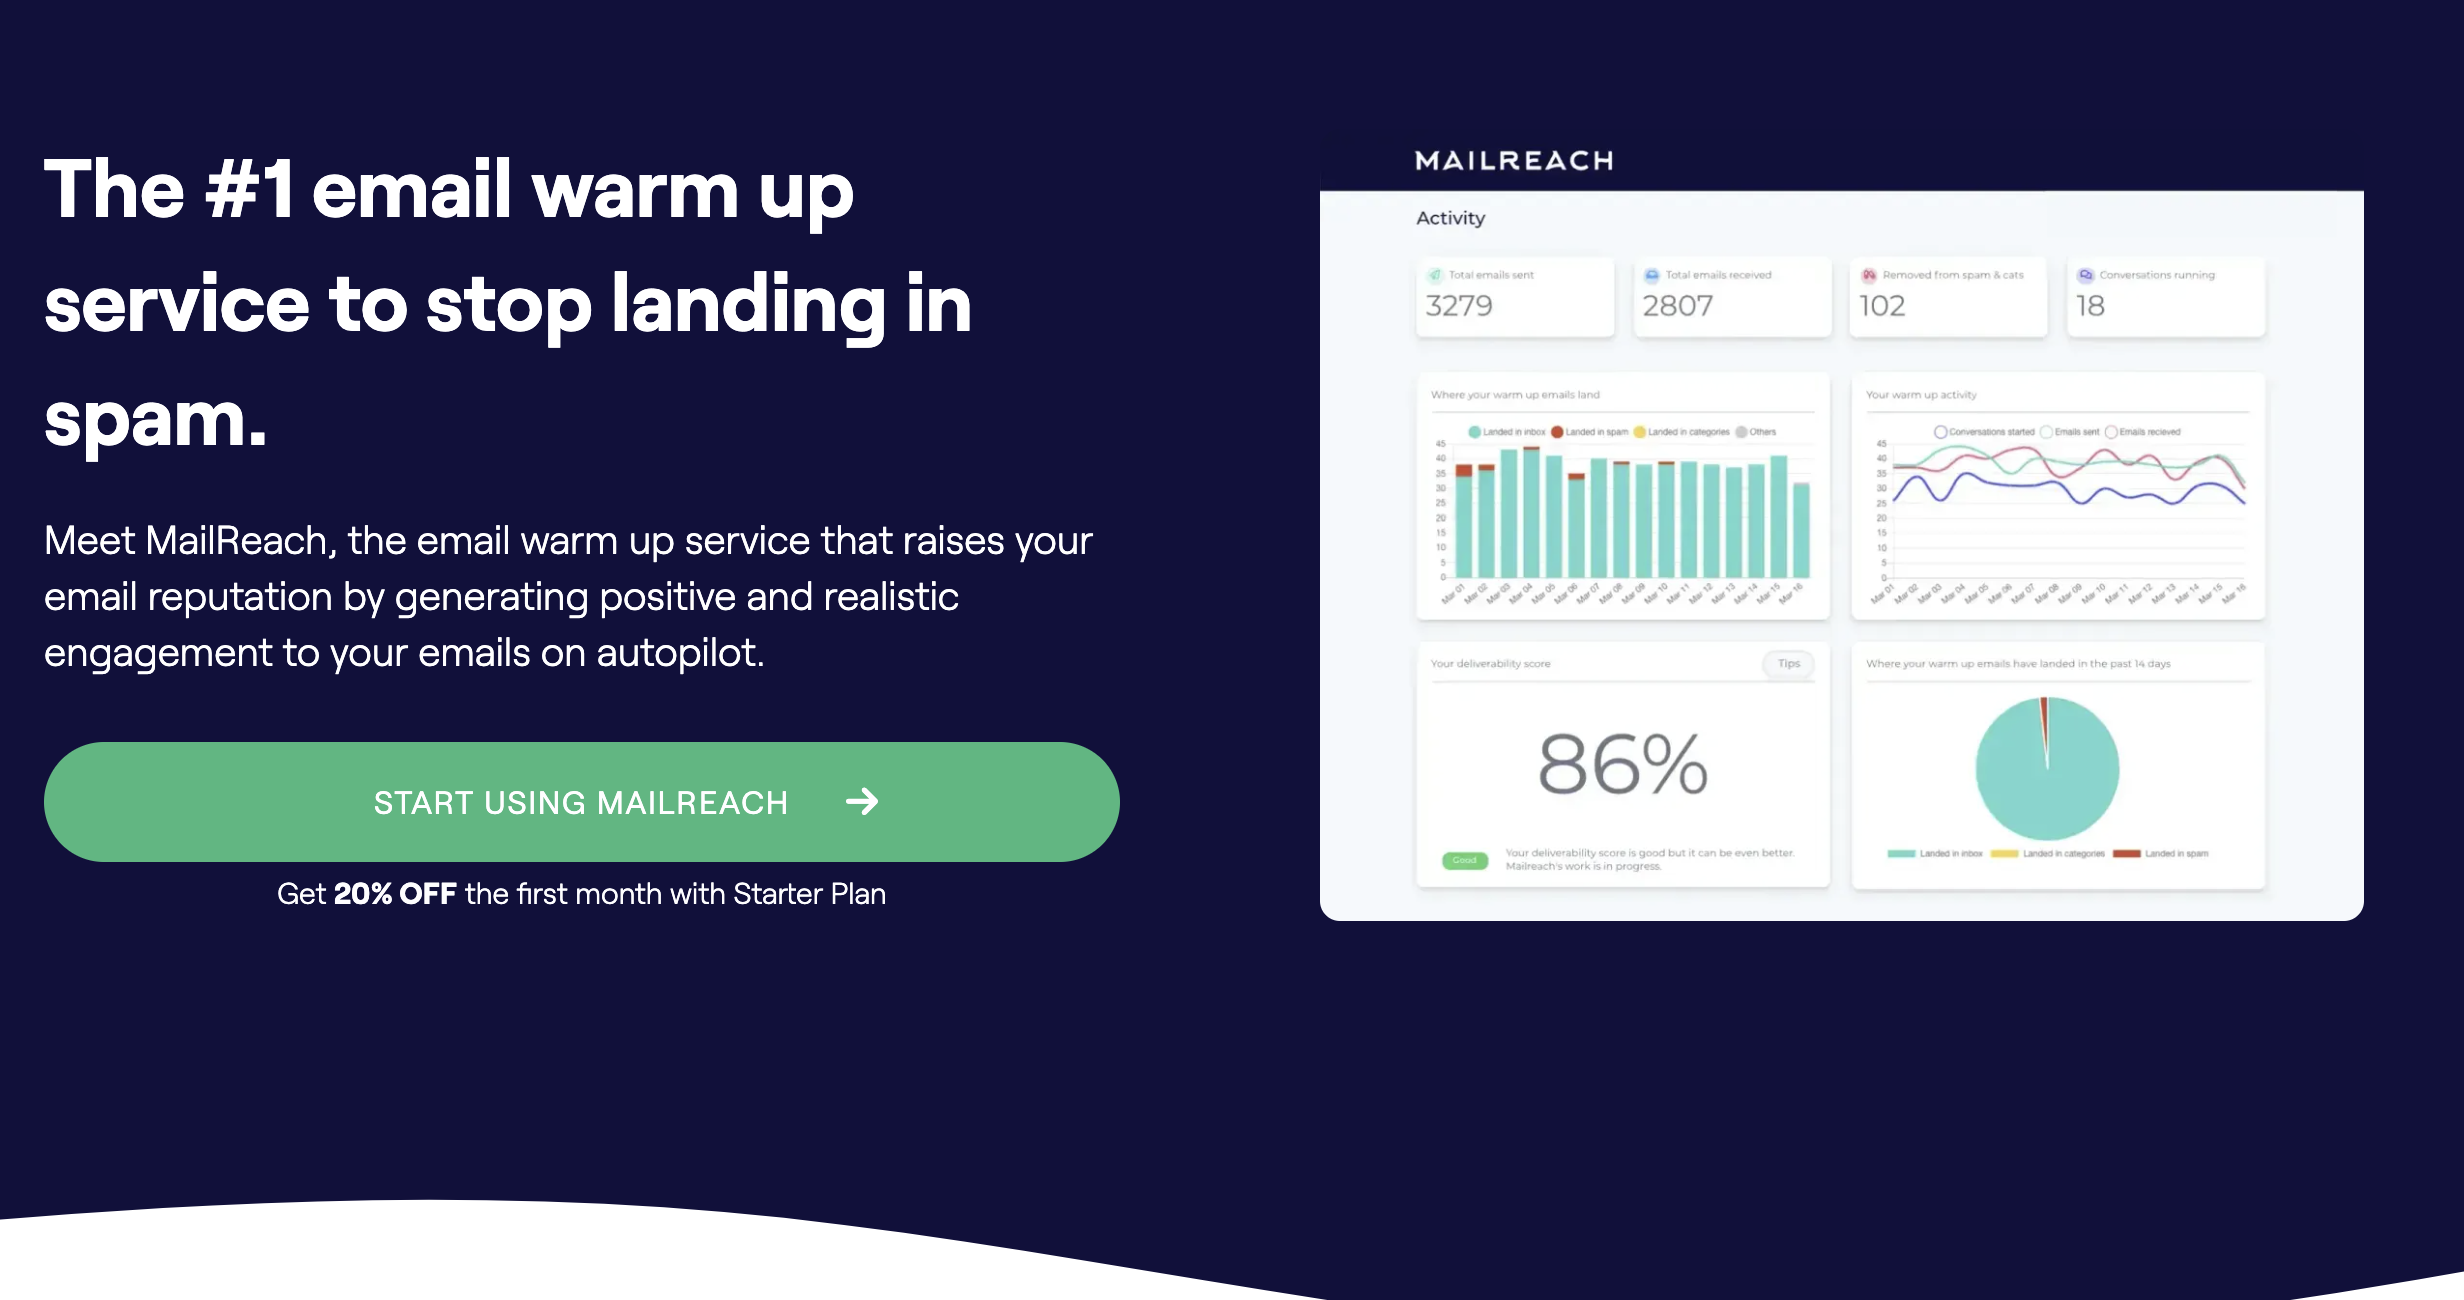 The #1 email warm up
service to stop landing in
spam.
Meet MailReach, the email warm up service that raises your
email reputation by generating positive and realistic
engagement to your emails on autopilot.
START USING MAILREACH
Get 20% OFF the first month with Starter Plan
MAILREACH
Activity
Total emails sent
3279
Total emails received
2807
Removed from spam & cats
102
Conversations running
18
Where your warm up emails land
Landed in inbox Landed in spam Landed in categories Others
45
40
35
30
25
20
15
10
5
0
Mar 01 Mar 02 Mar 03 Mar 04 Mar 05 Mar 06 Mar 07 Mar 08 Mar 09 Mar 10 Mar 11 Mar 12 Mar 13 Mar 14 Mar 15 Mar 16
Your warm up activity
Conversations started Emails sent Emails recieved
45
40
35
30
25
20
15
10
5
0
Mar 01 Mar 02 Mar 03 Mar 04 Mar 05 Mar 06 Mar 07 Mar 08 Mar 09 Mar 10 Mar 11 Mar 12 Mar 13 Mar 14 Mar 15 Mar 16
Your deliverability score
Tips
86%
Good
Your deliverability score is good but it can be even better.
Mailreach's work is in progress.
Where your warm up emails have landed in the past 14 days
Landed in inbox Landed in categories Landed in spam